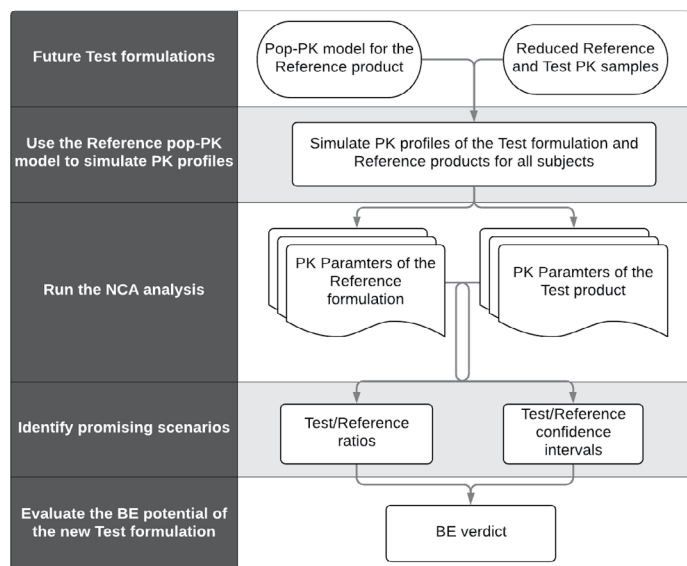 Future Test formulations
Pop-PK model for the
Reference product
Reduced Reference
and Test PK samples
Use the Reference pop-PK
model to simulate PK profiles
Simulate PK profiles of the Test formulation and
Reference products for all subjects
Run the NCA analysis
PK Paramters of the
Reference
formulation
PK Paramters of the
Test product
Identify promising scenarios
Test/Reference
ratios
Test/Reference
confidence
intervals
Evaluate the BE potential of
the new Test formulation
BE verdict